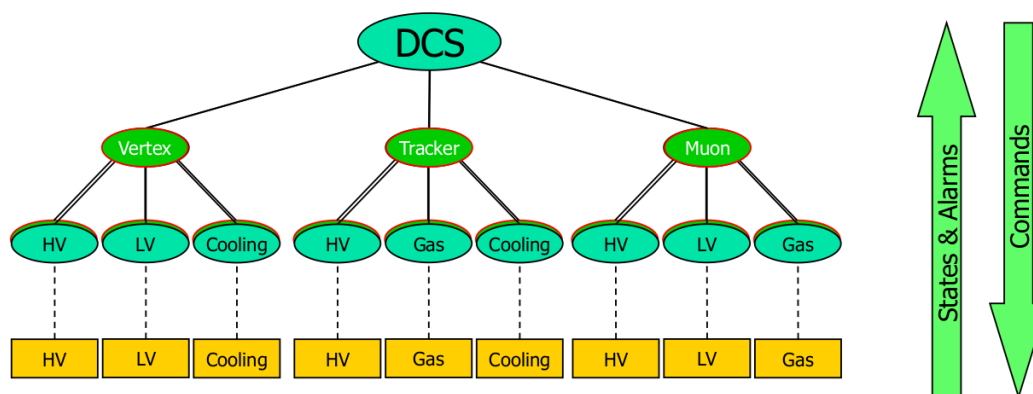 DCS
Vertex
Tracker
Muon
HV
LV
Cooling
HV
Gas
Cooling
HV
LV
Gas
HV
LV
Cooling
HV
Gas
Cooling
HV
LV
Gas
States & Alarms
Commands